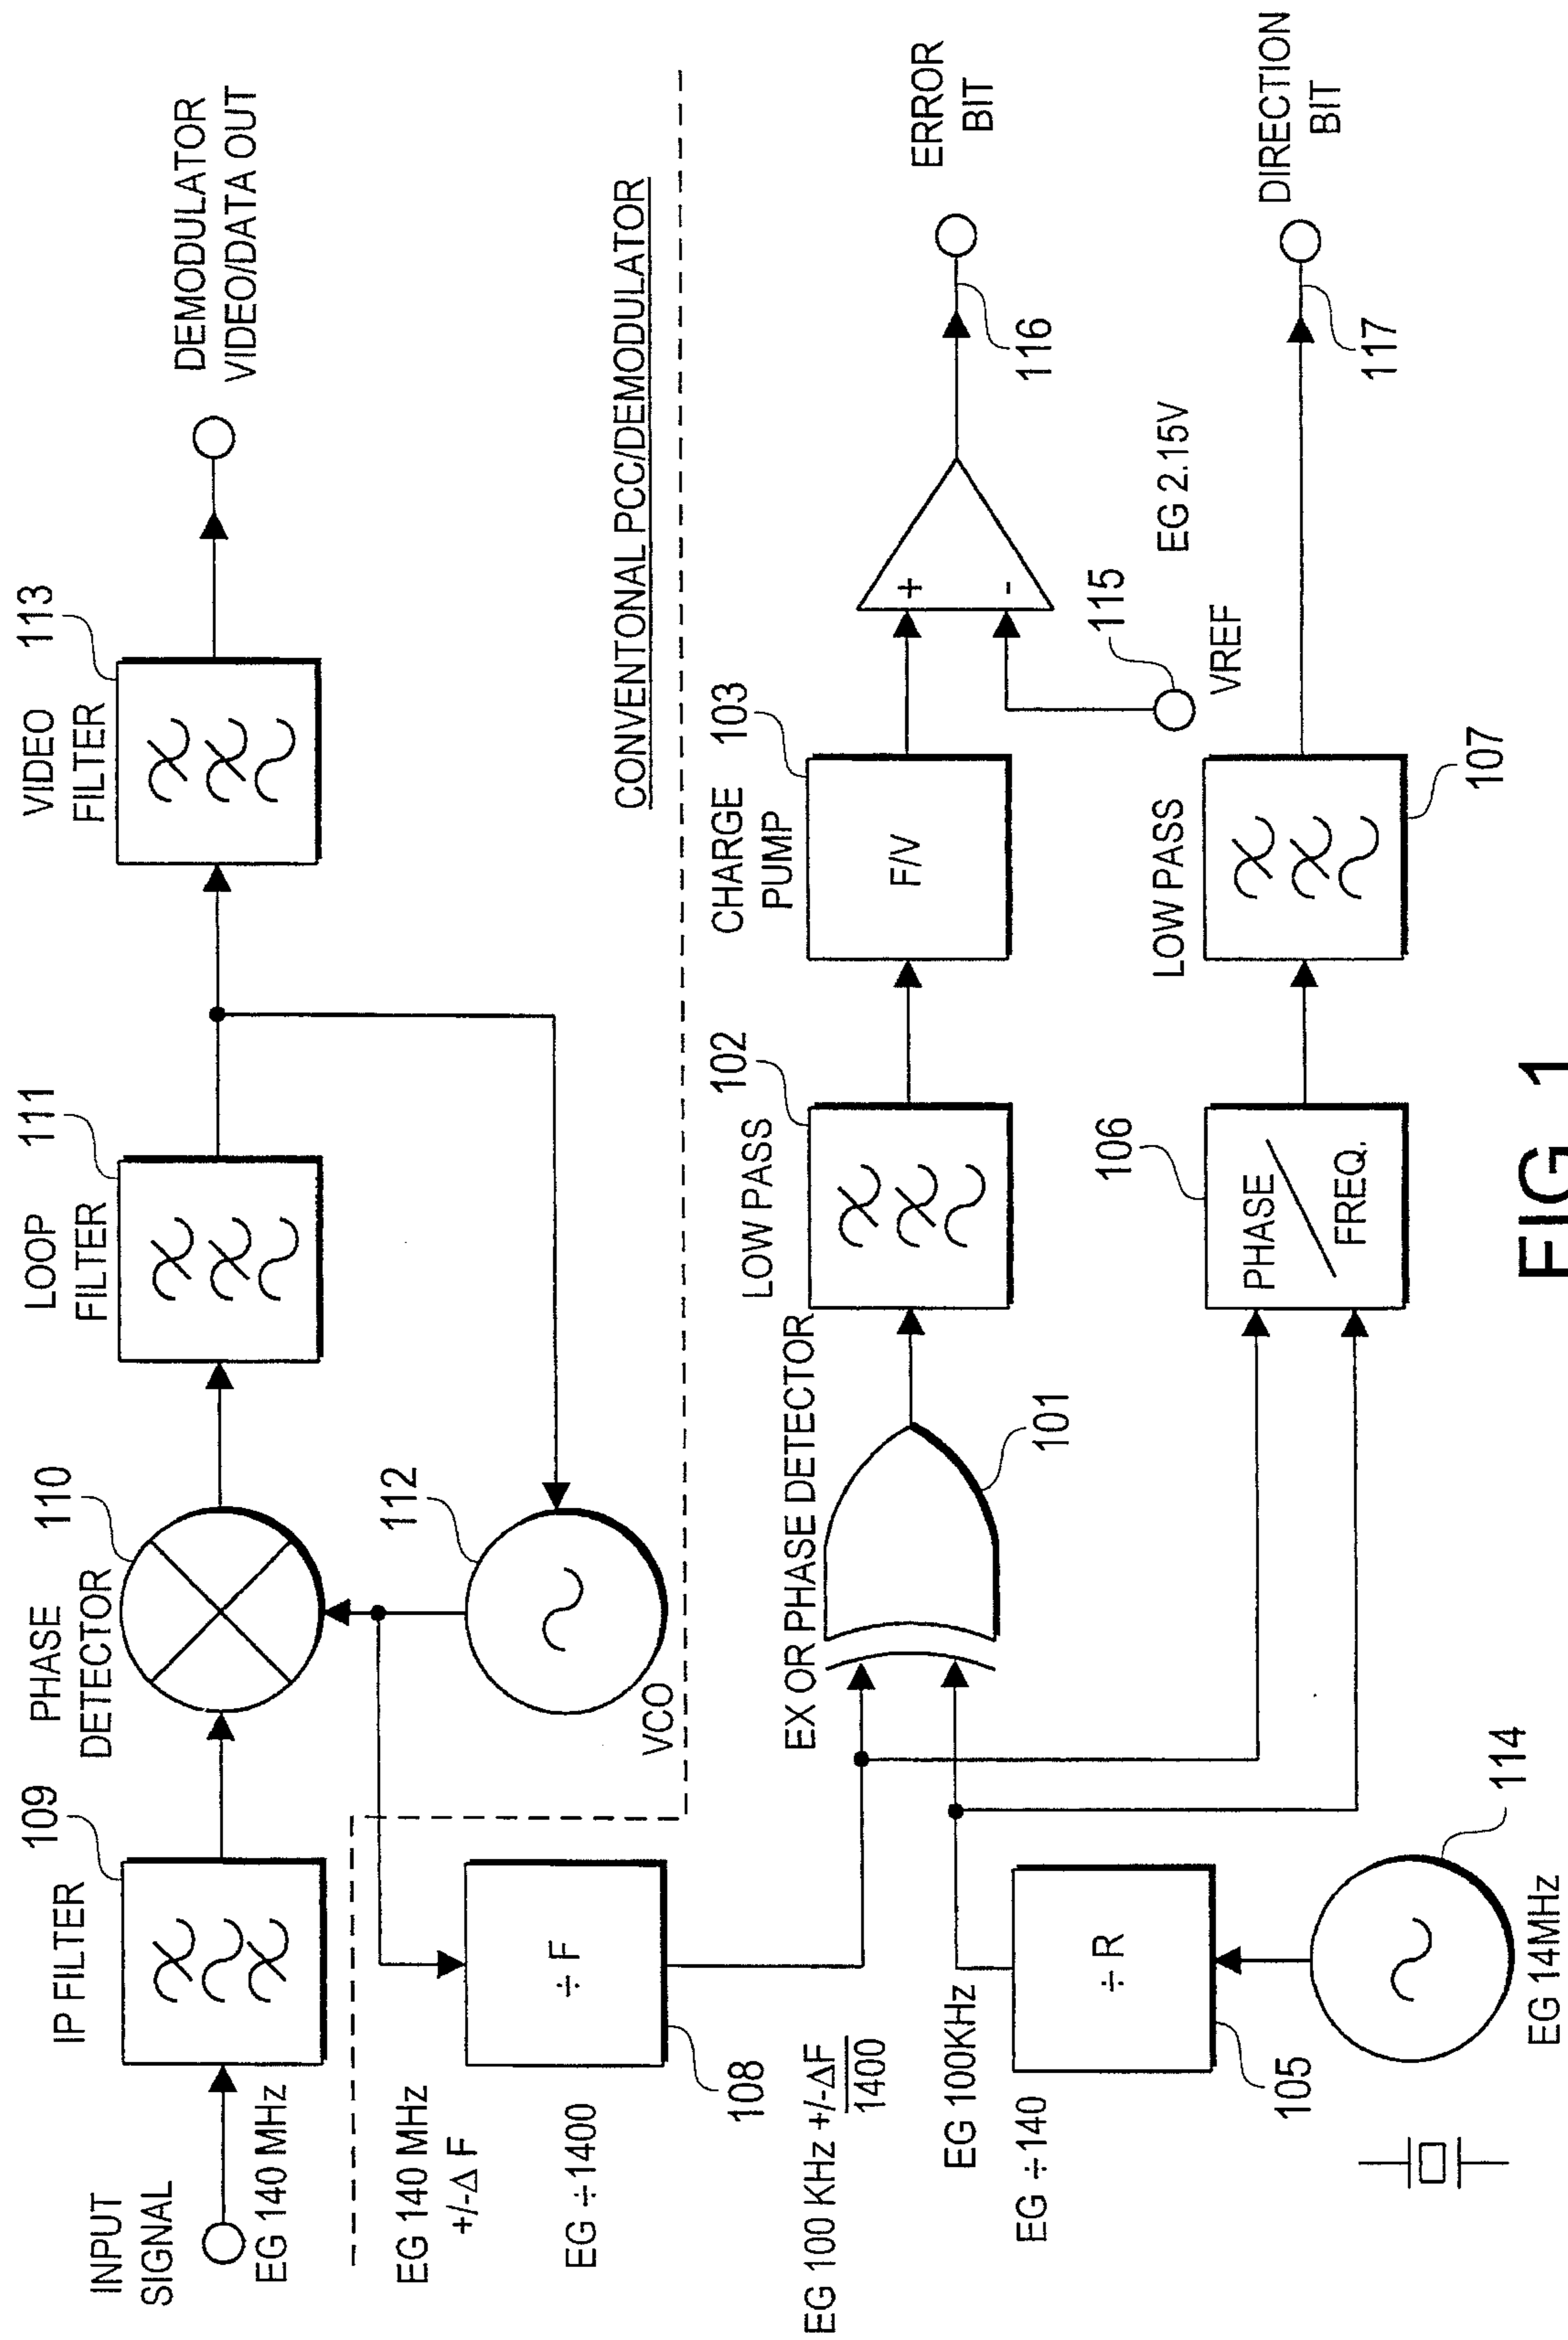 INPUT
SIGNAL
EG 140 MHz
IP FILTER
109
PHASE
DETECTOR
110
LOOP
FILTER
111
VIDEO
FILTER
113
DEMODULATOR
VIDEO/DATA OUT
VCO
112
CONVENTONAL PCC/DEMODULATOR
EG 140 MHz
+/-Δ F
EG ÷1400
÷ F
108
EG 100 KHz +/-ΔF
1400
EG 100KHz
EG ÷140
÷ R
105
EG 14MHz
114
EX OR PHASE DETECTOR
101
LOW PASS
102
CHARGE
PUMP
103
F/V
+
-
115
VREF
EG 2.15V
116
ERROR
BIT
PHASE
FREQ.
106
LOW PASS
107
117
DIRECTION
BIT
FIG. 1